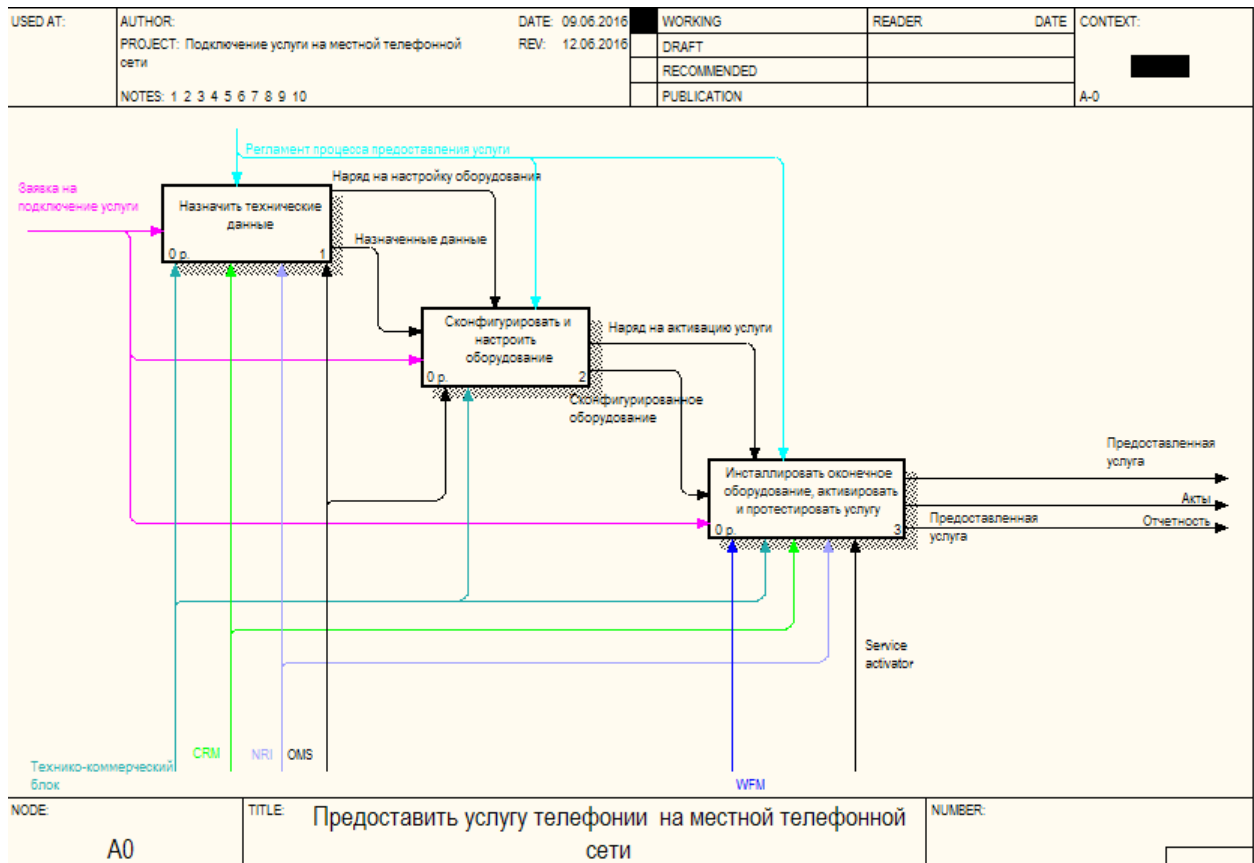 USED AT:
AUTHOR:
DATE: 09.06.2016
WORKING
READER
DATE
CONTEXT:
PROJECT: Подключение услуги на местной телефонной
сети
REV: 12.06.2016
DRAFT
RECOMMENDED
NOTES: 1 2 3 4 5 6 7 8 9 10
PUBLICATION
A-0
Регламент процесса предоставления услуги
Заявка на
подключение услуги
Наряд на настройку оборудования
Назначить технические
данные
0 р.
1
Назначенные данные
Сконфигурировать и
настроить
оборудование
0 р.
2
Наряд на активацию услуги
Сконфигурированное
оборудование
Инсталлировать оконечное
оборудование, активировать
и протестировать услугу
0 р.
3
Предоставленная
услуга
Акты
Предоставленная
услуга
Отчетность
Service
activator
CRM
NRI
OMS
Технико-коммерческий
блок
WFM
NODE:
A0
TITLE:
Предоставить услугу телефонии на местной телефонной
сети
NUMBER: